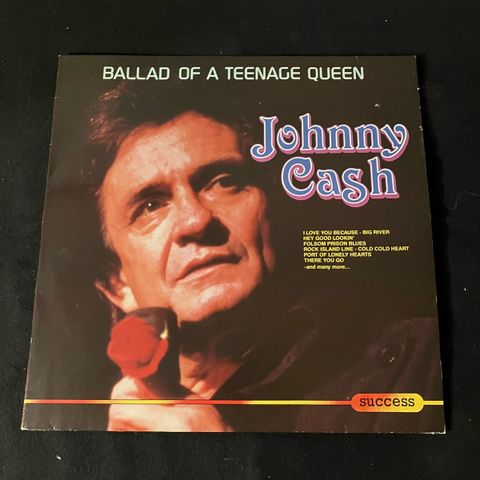 BALLAD OF A TEENAGE QUEEN
Johnny
Cash
I LOVE YOU BECAUSE - BIG RIVER
HEY GOOD LOOKIN'
FOLSOM PRISON BLUES
ROCK ISLAND LINE - COLD COLD HEART
PORT OF LONELY HEARTS
THERE YOU GO
-and many more...
success